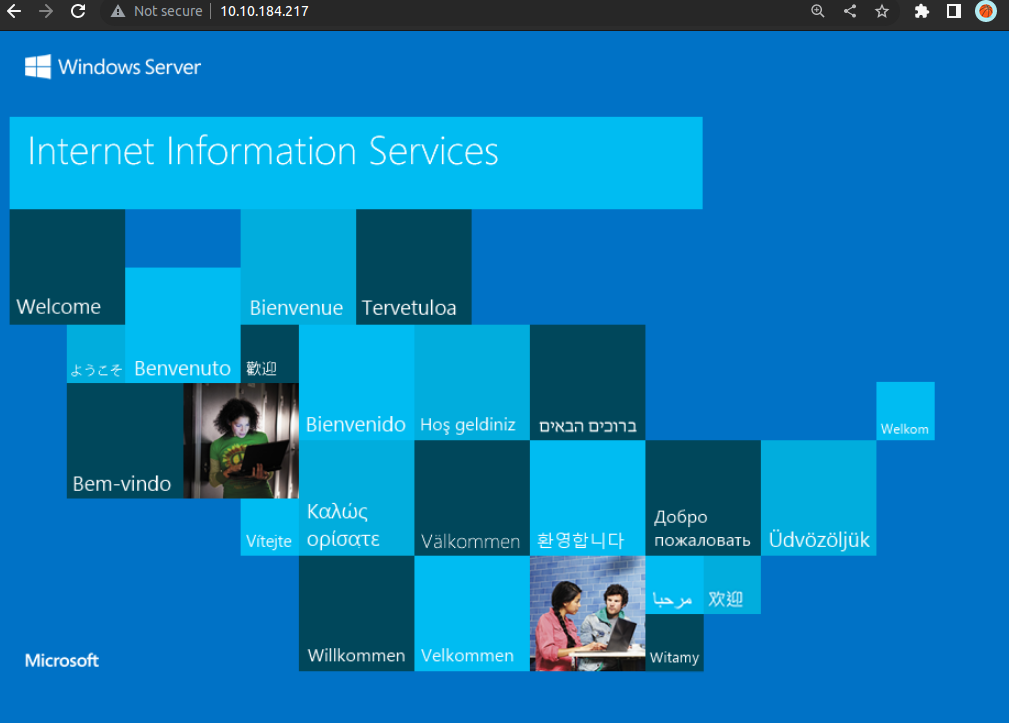 Not secure
10.10.184.217
Windows Server
Internet Information Services
Welcome
Bienvenue
Tervetuloa
ようこそ
Benvenuto
歡迎
Bienvenido
Hoş geldiniz
ברוכים הבאים
Welkom
Bem-vindo
Vítejte
Καλώς
ορίσατε
Välkommen
환영합니다
Добро
пожаловать
Üdvözöljük
مرحبا
欢迎
Willkommen
Velkommen
Witamy
Microsoft